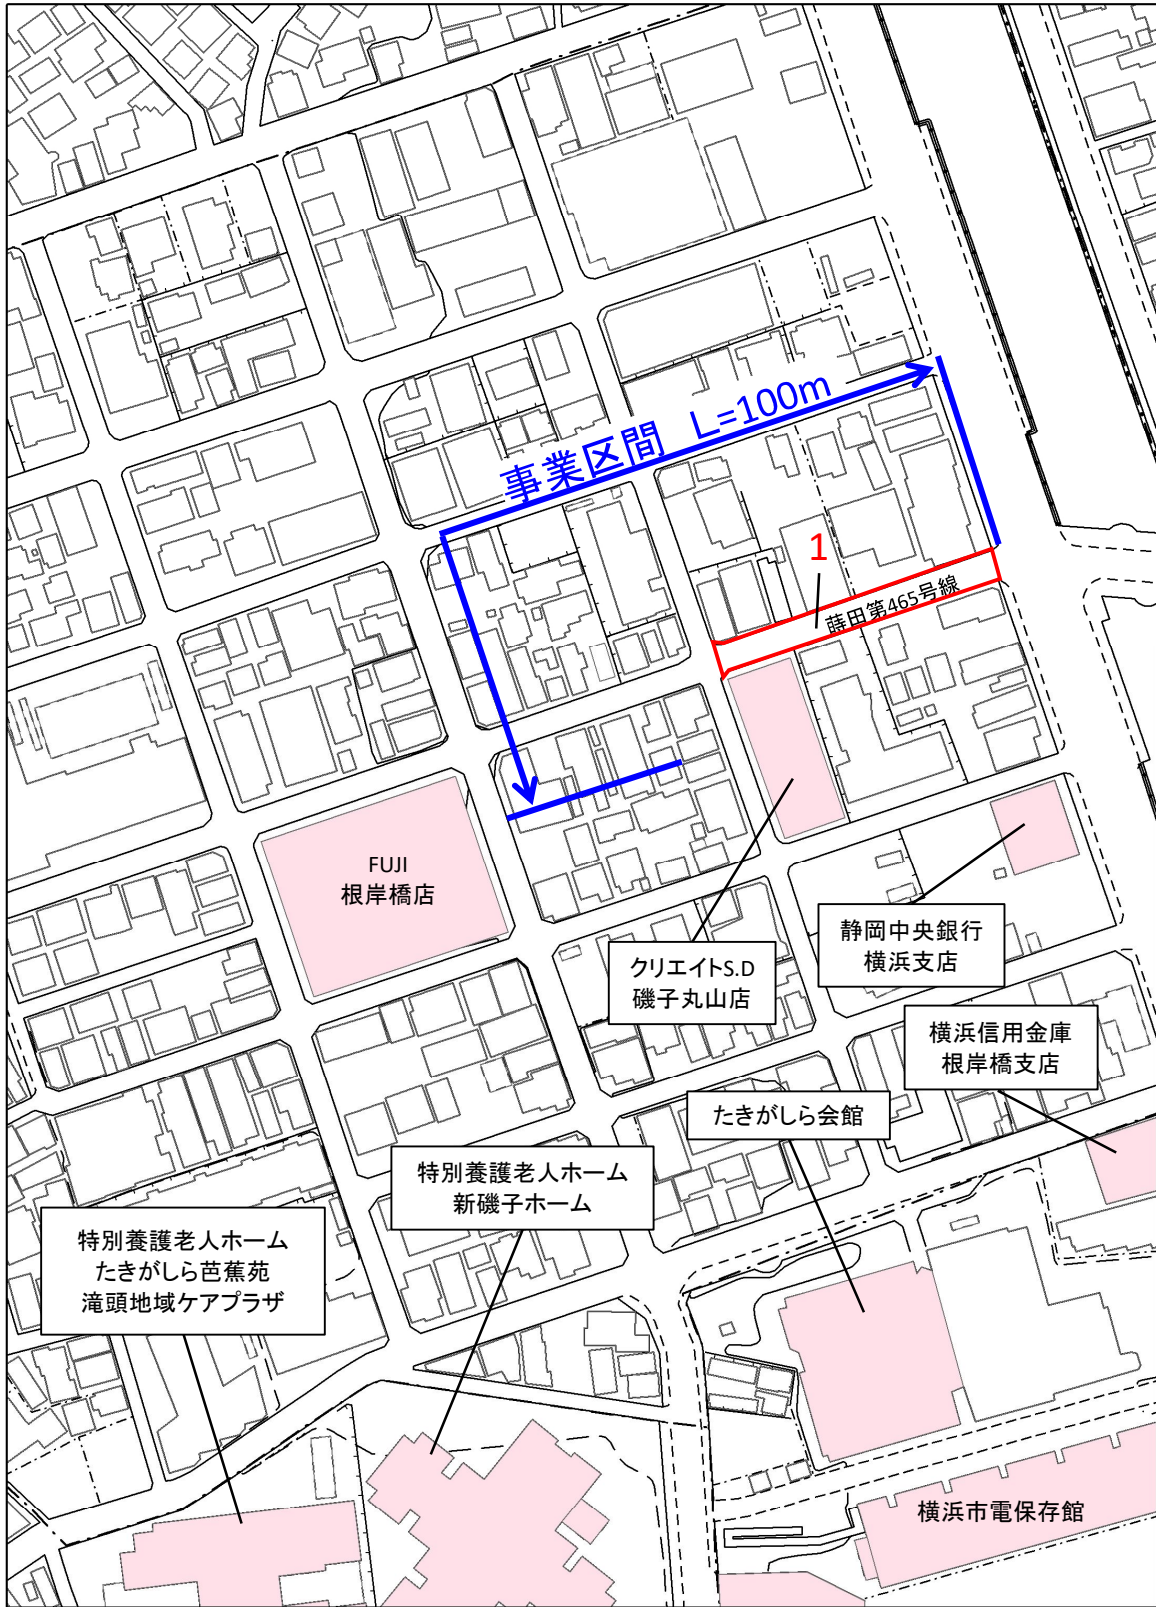 事業区間 L=100m
1
蒔田第465号線
FUJI
根岸橋店
クリエイトS.D
磯子丸山店
静岡中央銀行
横浜支店
横浜信用金庫
根岸橋支店
たきがしら会館
特別養護老人ホーム
新磯子ホーム
特別養護老人ホーム
たきがしら芭蕉苑
滝頭地域ケアプラザ
横浜市電保存館